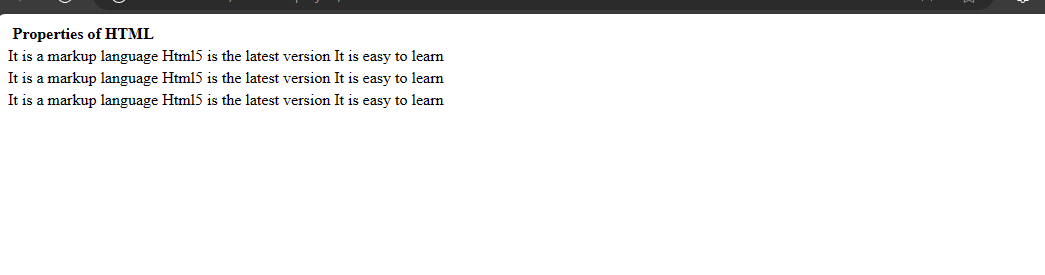 Properties of HTML
It is a markup language Html5 is the latest version It is easy to learn
It is a markup language Html5 is the latest version It is easy to learn
It is a markup language Html5 is the latest version It is easy to learn